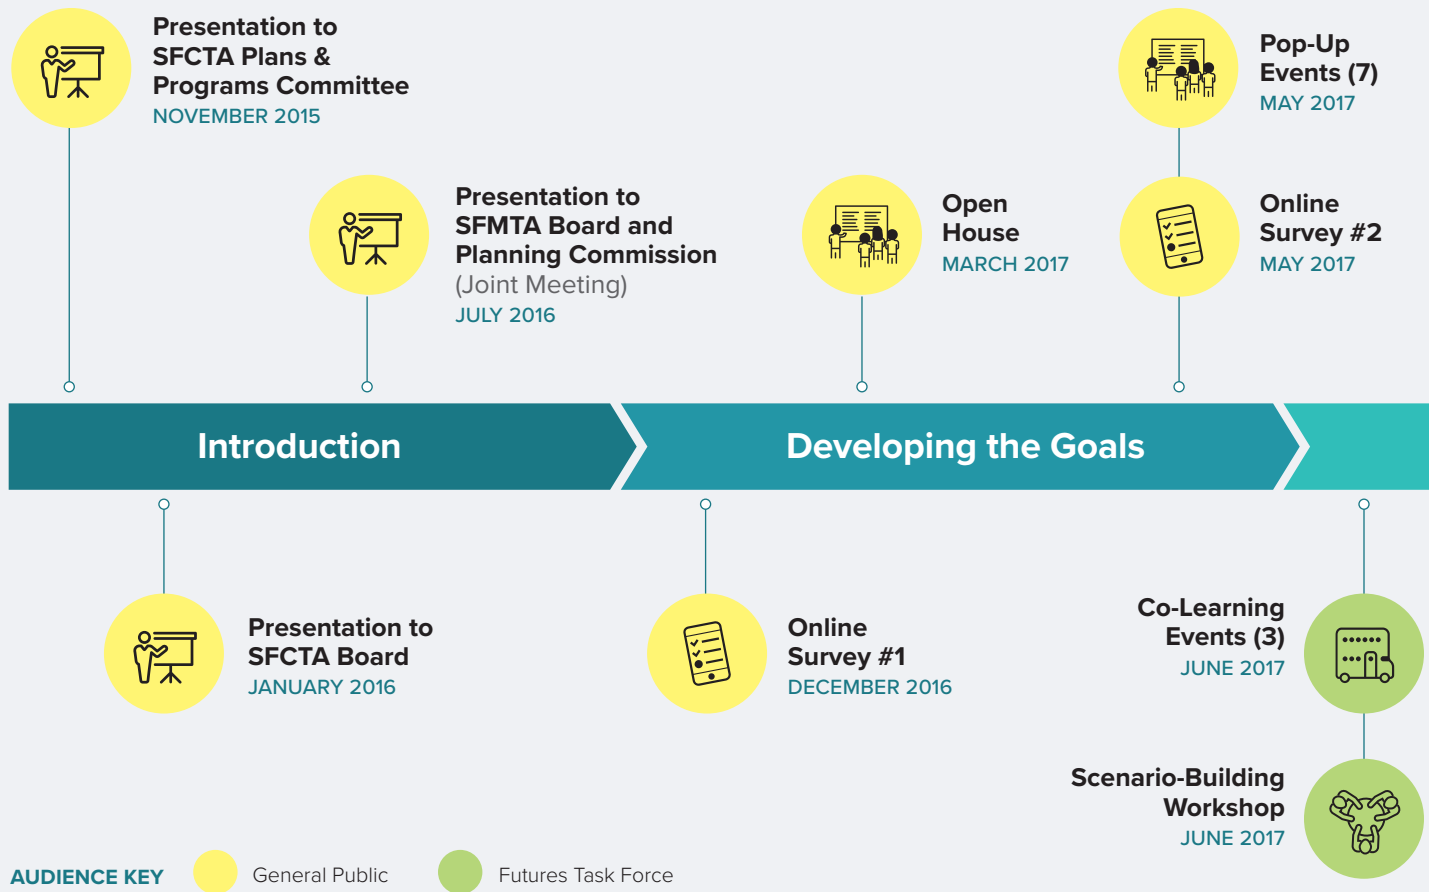 Presentation to
SFCTA Plans &
Programs Committee
NOVEMBER 2015
Presentation to
SFMTA Board and
Planning Commission
(Joint Meeting)
JULY 2016
Open
House
MARCH 2017
Pop-Up
Events (7)
MAY 2017
Online
Survey #2
MAY 2017
Introduction
Developing the Goals
Presentation to
SFCTA Board
JANUARY 2016
Online
Survey #1
DECEMBER 2016
Co-Learning
Events (3)
JUNE 2017
Scenario-Building
Workshop
JUNE 2017
AUDIENCE KEY
General Public
Futures Task Force